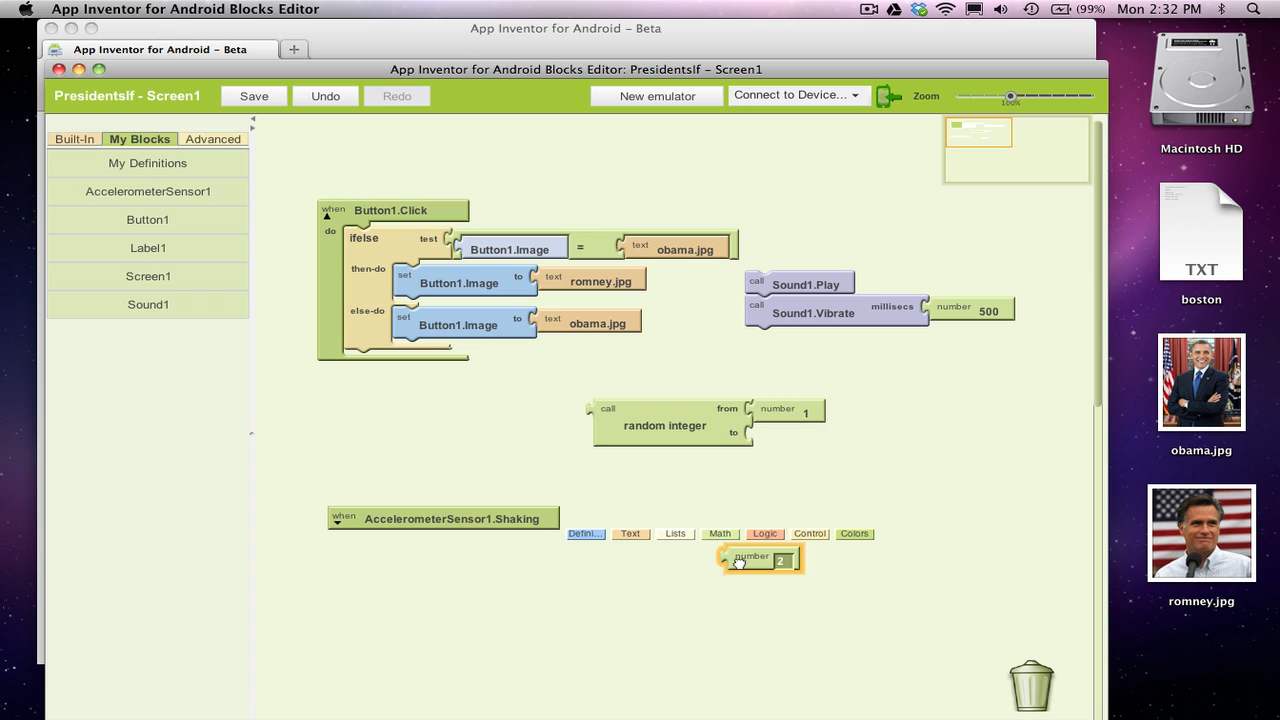 App Inventor for Android Blocks Editor
(99%) Mon 2:32 PM
App Inventor for Android – Beta
App Inventor for Android – Beta
App Inventor for Android Blocks Editor: PresidentsIf – Screen1
PresidentsIf - Screen1 Save Undo Redo New emulator Connect to Device... Zoom
100%
Built-In My Blocks Advanced
My Definitions
AccelerometerSensor1
Button1
Label1
Screen1
Sound1
when Button1.Click
do
ifelse test Button1.Image = text obama.jpg
then-do set Button1.Image to text romney.jpg
else-do set Button1.Image to text obama.jpg
call Sound1.Play
call Sound1.Vibrate millisecs number 500
call random integer from number 1
to
when AccelerometerSensor1.Shaking
Defini... Text Lists Math Logic Control Colors
number 2
Macintosh HD
TXT
boston
obama.jpg
romney.jpg